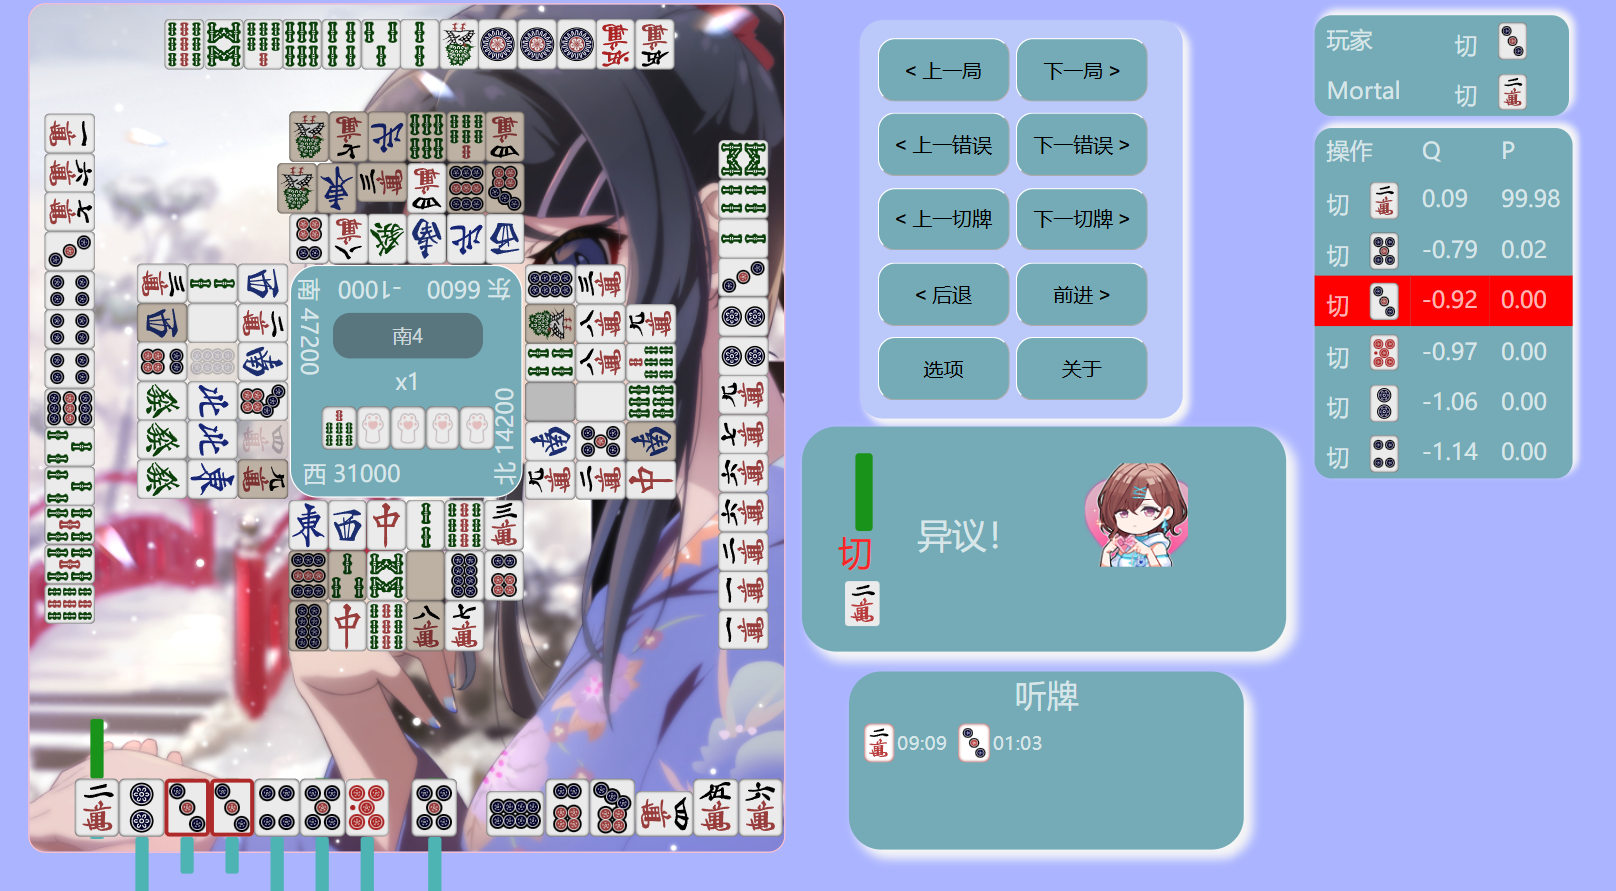 南 47200
-1000
东 6600
南4
x1
北 14200
西 31000
< 上一局
下一局 >
< 上一错误
下一错误 >
< 上一切牌
下一切牌 >
< 后退
前进 >
选项
关于
切
异议！
听牌
09:09
01:03
玩家 切
Mortal 切
操作 Q P
切 0.09 99.98
切 -0.79 0.02
切 -0.92 0.00
切 -0.97 0.00
切 -1.06 0.00
切 -1.14 0.00